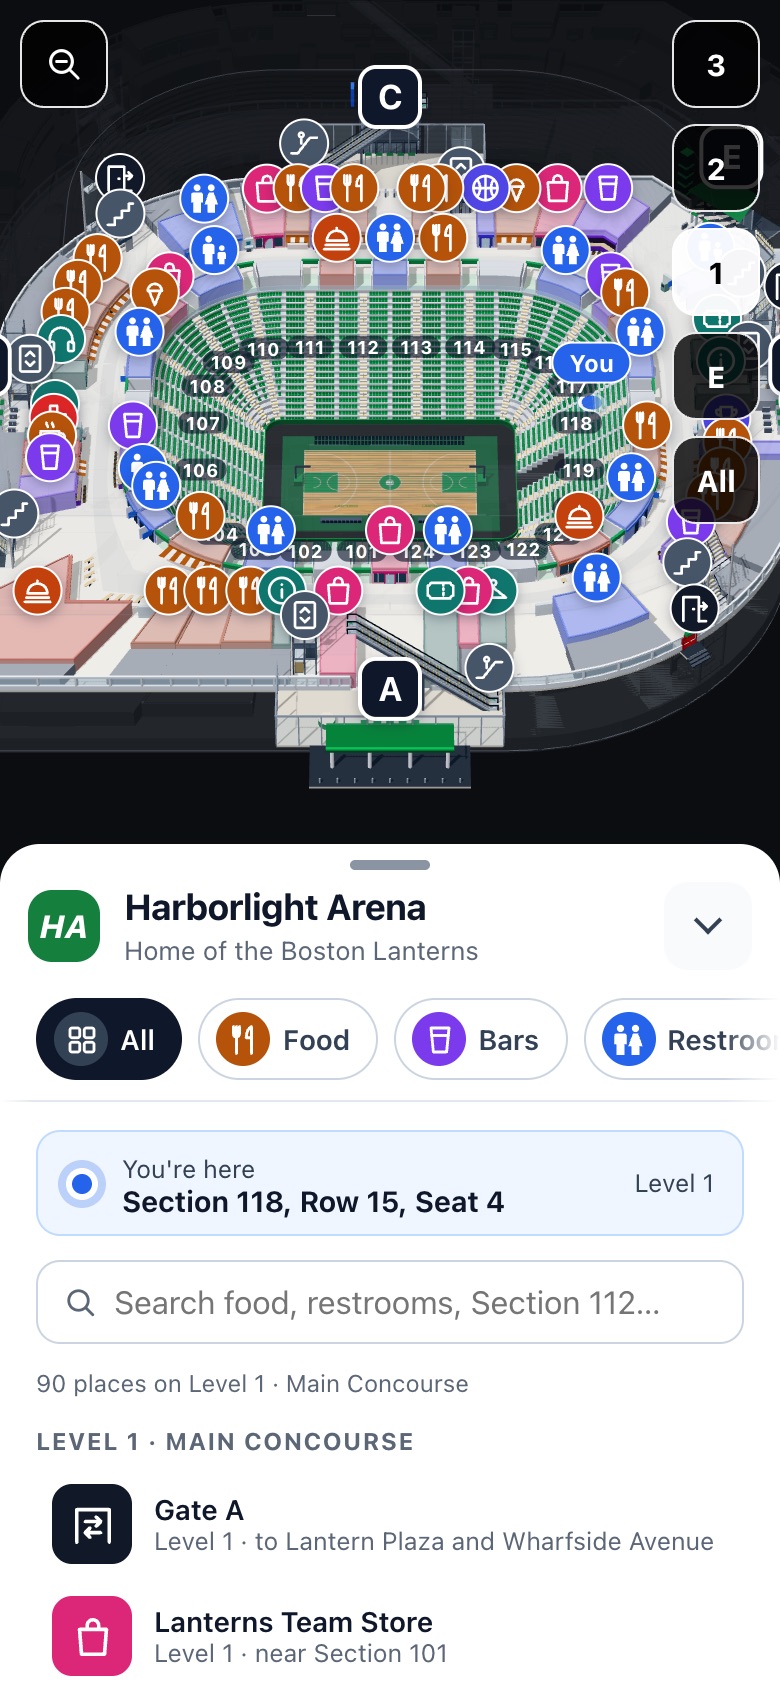 C
3
E
2
1
E
All
You
110
111
112
113
114
115
109
117
108
107
118
106
119
102
101
124
123
122
A
HA
Harborlight Arena
Home of the Boston Lanterns
All
Food
Bars
Restroo
You're here
Section 118, Row 15, Seat 4
Level 1
Search food, restrooms, Section 112...
90 places on Level 1 · Main Concourse
LEVEL 1 · MAIN CONCOURSE
Gate A
Level 1 · to Lantern Plaza and Wharfside Avenue
Lanterns Team Store
Level 1 · near Section 101